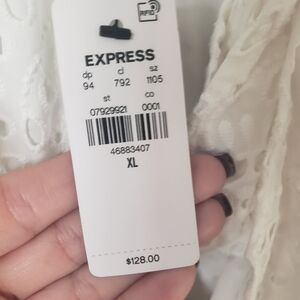 RFID
EXPRESS
dp cl sz
94 792 1105
st co
07929921 0001
46883407
XL
$128.00